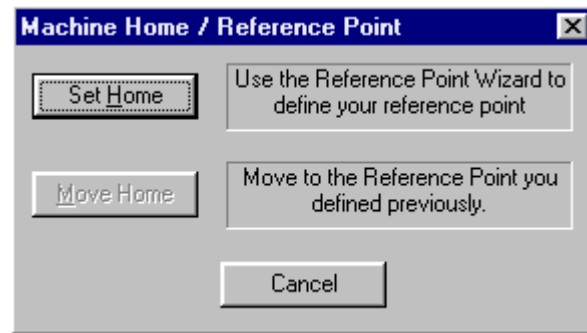 Machine Home / Reference Point
Set Home
Use the Reference Point Wizard to
define your reference point
Move Home
Move to the Reference Point you
defined previously.
Cancel